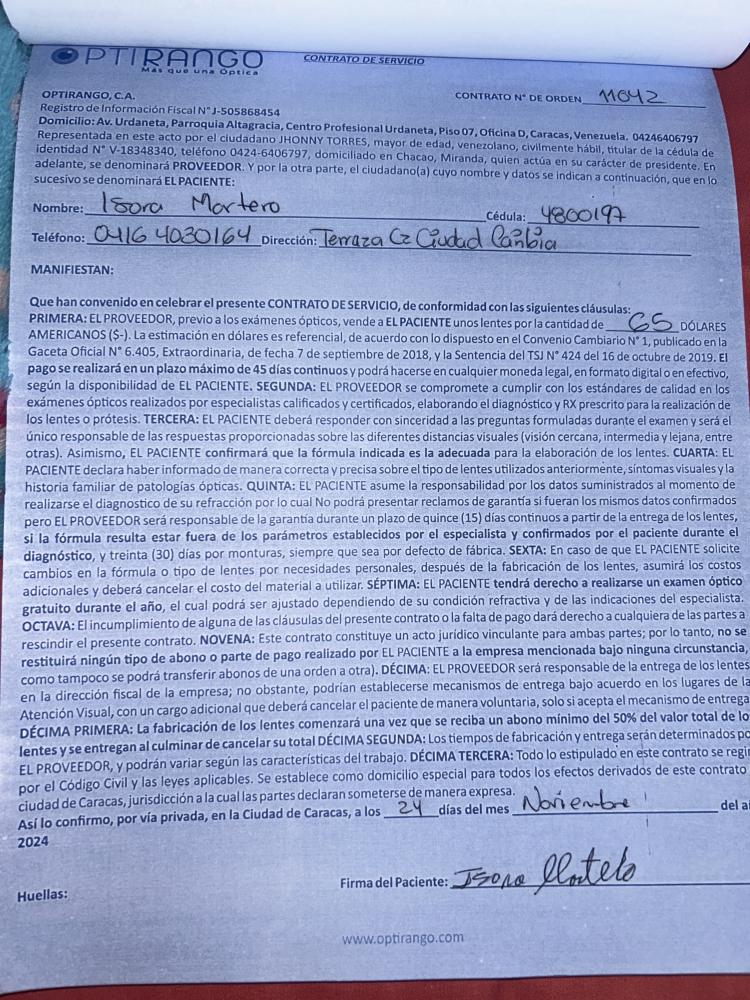 OPTIRANGO
Más que una Óptica
CONTRATO DE SERVICIO
OPTIRANGO, C.A.
CONTRATO N° DE ORDEN 11042
Registro de Información Fiscal N°J-505868454
Domicilio: Av. Urdaneta, Parroquia Altagracia, Centro Profesional Urdaneta, Piso 07, Oficina D, Caracas, Venezuela. 04246406797
Representada en este acto por el ciudadano JHONNY TORRES, mayor de edad, venezolano, civilmente hábil, titular de la cédula de
identidad N° V-18348340, teléfono 0424-6406797, domiciliado en Chacao, Miranda, quien actúa en su carácter de presidente. En
adelante, se denominará PROVEEDOR. Y por la otra parte, el ciudadano(a) cuyo nombre y datos se indican a continuación, que en lo
sucesivo se denominará EL PACIENTE:
Nombre: Isora Mortero Cédula: 4800197
Teléfono: 0416 4030164 Dirección: Terraza C2 Ciudad Caribia
MANIFIESTAN:
Que han convenido en celebrar el presente CONTRATO DE SERVICIO, de conformidad con las siguientes cláusulas:
PRIMERA: EL PROVEEDOR, previo a los exámenes ópticos, vende a EL PACIENTE unos lentes por la cantidad de 65 DÓLARES
AMERICANOS ($-). La estimación en dólares es referencial, de acuerdo con lo dispuesto en el Convenio Cambiario N° 1, publicado en la
Gaceta Oficial N° 6.405, Extraordinaria, de fecha 7 de septiembre de 2018, y la Sentencia del TSJ N° 424 del 16 de octubre de 2019. El
pago se realizará en un plazo máximo de 45 días continuos y podrá hacerse en cualquier moneda legal, en formato digital o en efectivo,
según la disponibilidad de EL PACIENTE. SEGUNDA: EL PROVEEDOR se compromete a cumplir con los estándares de calidad en los
exámenes ópticos realizados por especialistas calificados y certificados, elaborando el diagnóstico y RX prescrito para la realización de
los lentes o prótesis. TERCERA: EL PACIENTE deberá responder con sinceridad a las preguntas formuladas durante el examen y será el
único responsable de las respuestas proporcionadas sobre las diferentes distancias visuales (visión cercana, intermedia y lejana, entre
otras). Asimismo, EL PACIENTE confirmará que la fórmula indicada es la adecuada para la elaboración de los lentes. CUARTA: EL
PACIENTE declara haber informado de manera correcta y precisa sobre el tipo de lentes utilizados anteriormente, síntomas visuales y la
historia familiar de patologías ópticas. QUINTA: EL PACIENTE asume la responsabilidad por los datos suministrados al momento de
realizarse el diagnóstico de su refracción por lo cual No podrá presentar reclamos de garantía si fueran los mismos datos confirmados
pero EL PROVEEDOR será responsable de la garantía durante un plazo de quince (15) días continuos a partir de la entrega de los lentes,
si la fórmula resulta estar fuera de los parámetros establecidos por el especialista y confirmados por el paciente durante el
diagnóstico, y treinta (30) días por monturas, siempre que sea por defecto de fábrica. SEXTA: En caso de que EL PACIENTE solicite
cambios en la fórmula o tipo de lentes por necesidades personales, después de la fabricación de los lentes, asumirá los costos
adicionales y deberá cancelar el costo del material a utilizar. SÉPTIMA: EL PACIENTE tendrá derecho a realizarse un examen óptico
gratuito durante el año, el cual podrá ser ajustado dependiendo de su condición refractiva y de las indicaciones del especialista.
OCTAVA: El incumplimiento de alguna de las cláusulas del presente contrato o la falta de pago dará derecho a cualquiera de las partes a
rescindir el presente contrato. NOVENA: Este contrato constituye un acto jurídico vinculante para ambas partes; por lo tanto, no se
restituirá ningún tipo de abono o parte de pago realizado por EL PACIENTE a la empresa mencionada bajo ninguna circunstancia,
como tampoco se podrá transferir abonos de una orden a otra). DÉCIMA: EL PROVEEDOR será responsable de la entrega de los lentes
en la dirección fiscal de la empresa; no obstante, podrían establecerse mecanismos de entrega bajo acuerdo en los lugares de la
Atención Visual, con un cargo adicional que deberá cancelar el paciente de manera voluntaria, solo si acepta el mecanismo de entrega
DÉCIMA PRIMERA: La fabricación de los lentes comenzará una vez que se reciba un abono mínimo del 50% del valor total de lo
lentes y se entregan al culminar de cancelar su total DÉCIMA SEGUNDA: Los tiempos de fabricación y entrega serán determinados po
EL PROVEEDOR, y podrán variar según las características del trabajo. DÉCIMA TERCERA: Todo lo estipulado en este contrato se regir
por el Código Civil y las leyes aplicables. Se establece como domicilio especial para todos los efectos derivados de este contrato
ciudad de Caracas, jurisdicción a la cual las partes declaran someterse de manera expresa.
Así lo confirmo, por vía privada, en la Ciudad de Caracas, a los 24 días del mes Noviembre del a
2024
Firma del Paciente: Isora
Huellas:
www.optirango.com